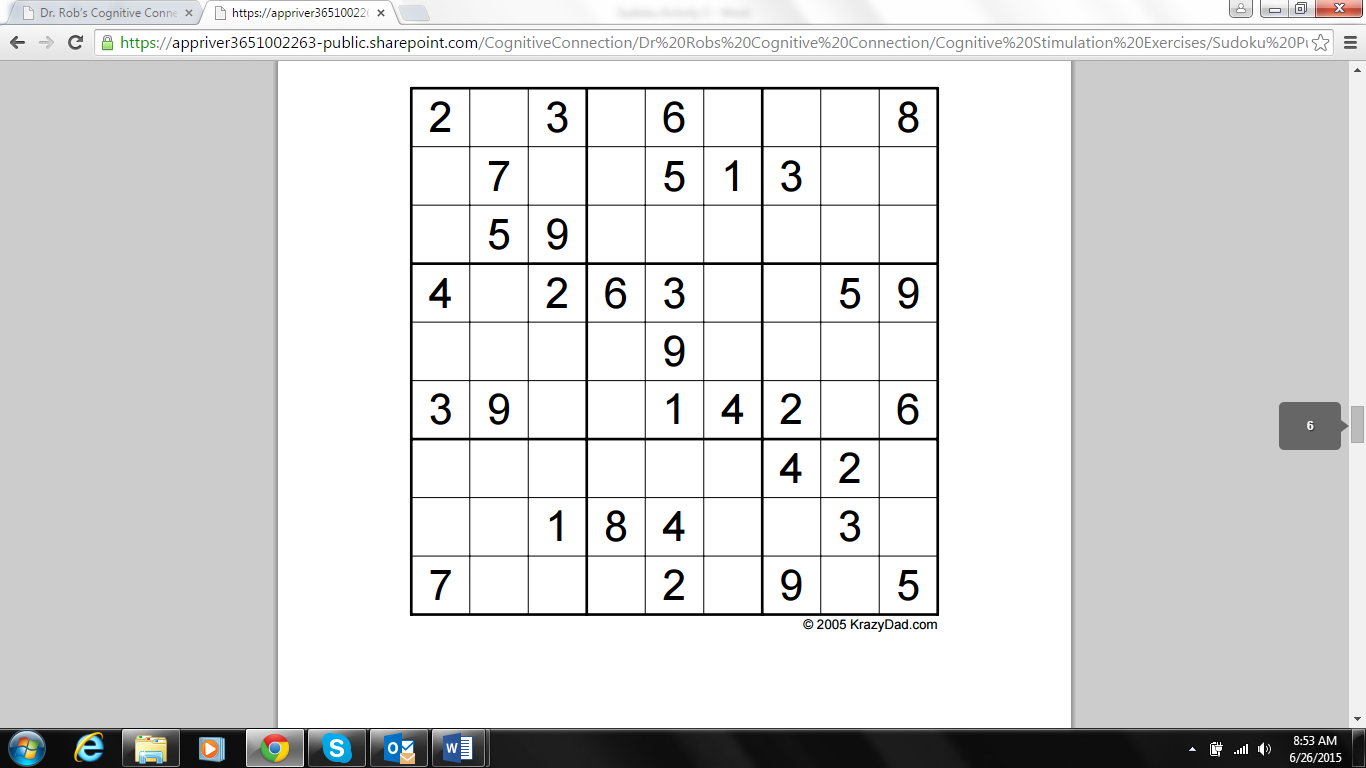 Dr. Rob's Cognitive Conne
https://appriver3651002263
https://appriver3651002263-public.sharepoint.com/CognitiveConnection/Dr%20Robs%20Cognitive%20Connection/Cognitive%20Stimulation%20Exercises/Sudoku%20Pu
2 3 6 8
7 5 1 3
5 9
4 2 6 3 5 9
9
3 9 1 4 2 6
4 2
1 8 4 3
7 2 9 5
© 2005 KrazyDad.com
6
8:53 AM
6/26/2015